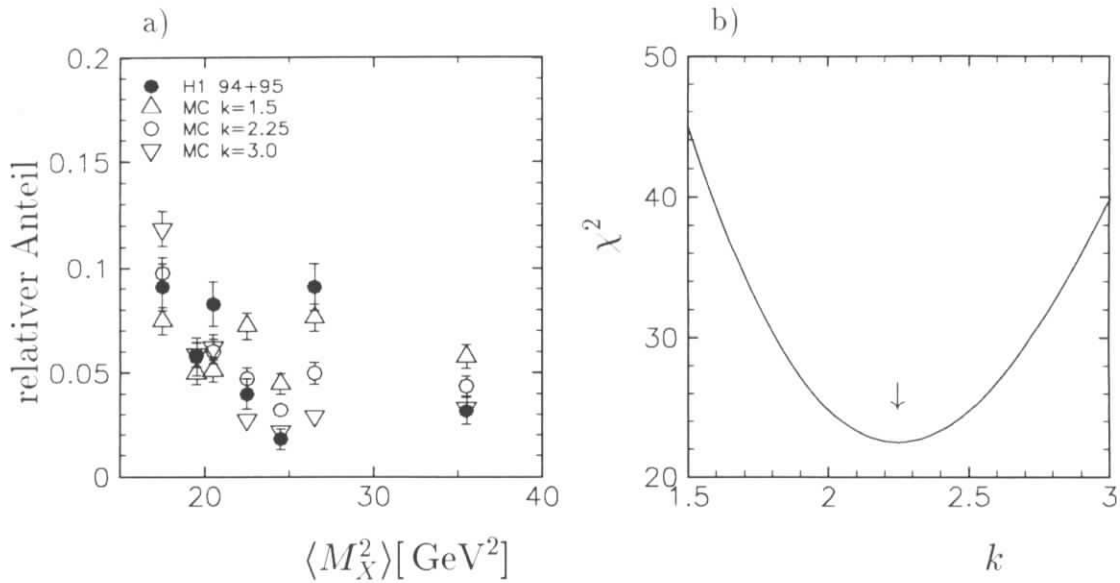 a)
relativer Anteil
0.2
0.15
0.1
0.05
0
H1 94+95
MC k=1.5
MC k=2.25
MC k=3.0
20
30
40
⟨M_X^2⟩[ GeV^2]
b)
χ^2
50
40
30
20
1.5
2
2.5
3
k